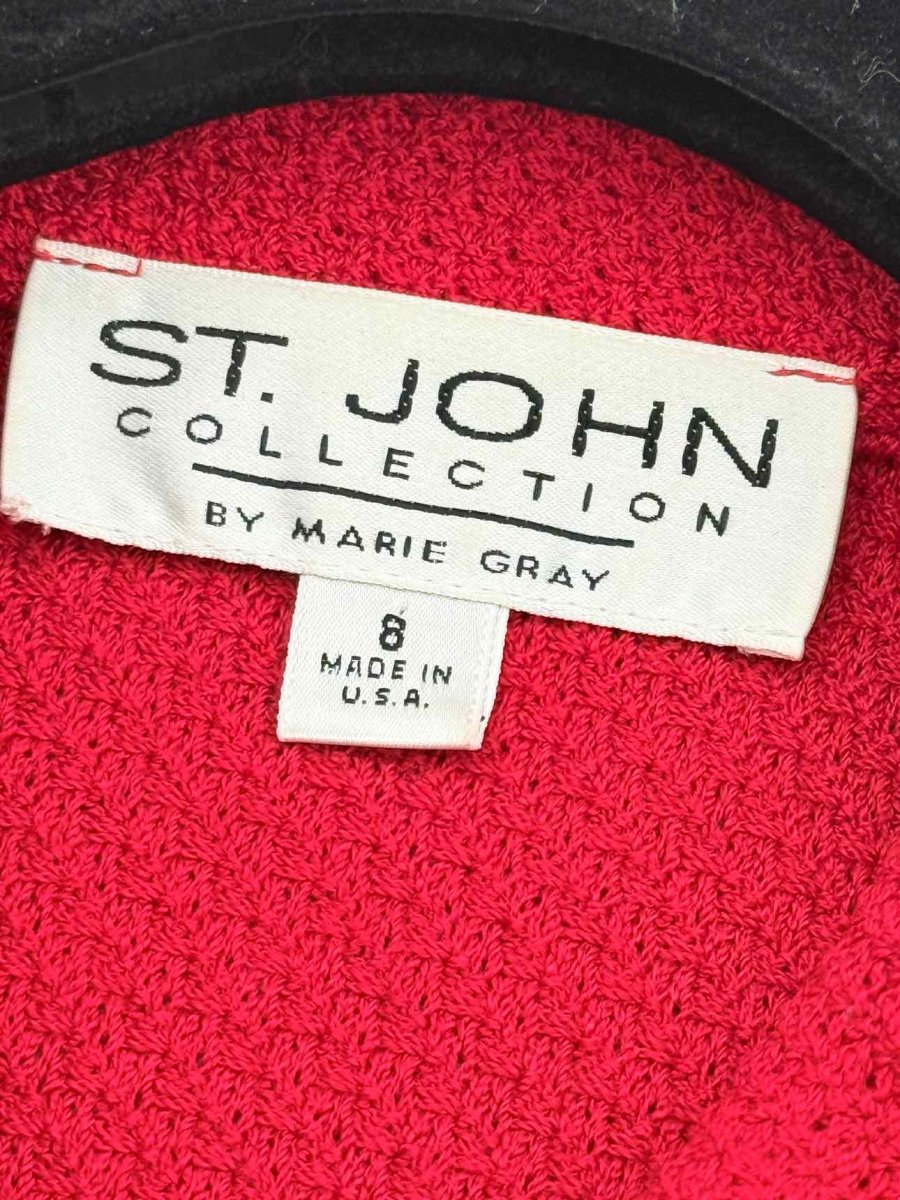 ST. JOHN
COLLECTION
BY MARIE GRAY
8
MADE IN
U.S.A.